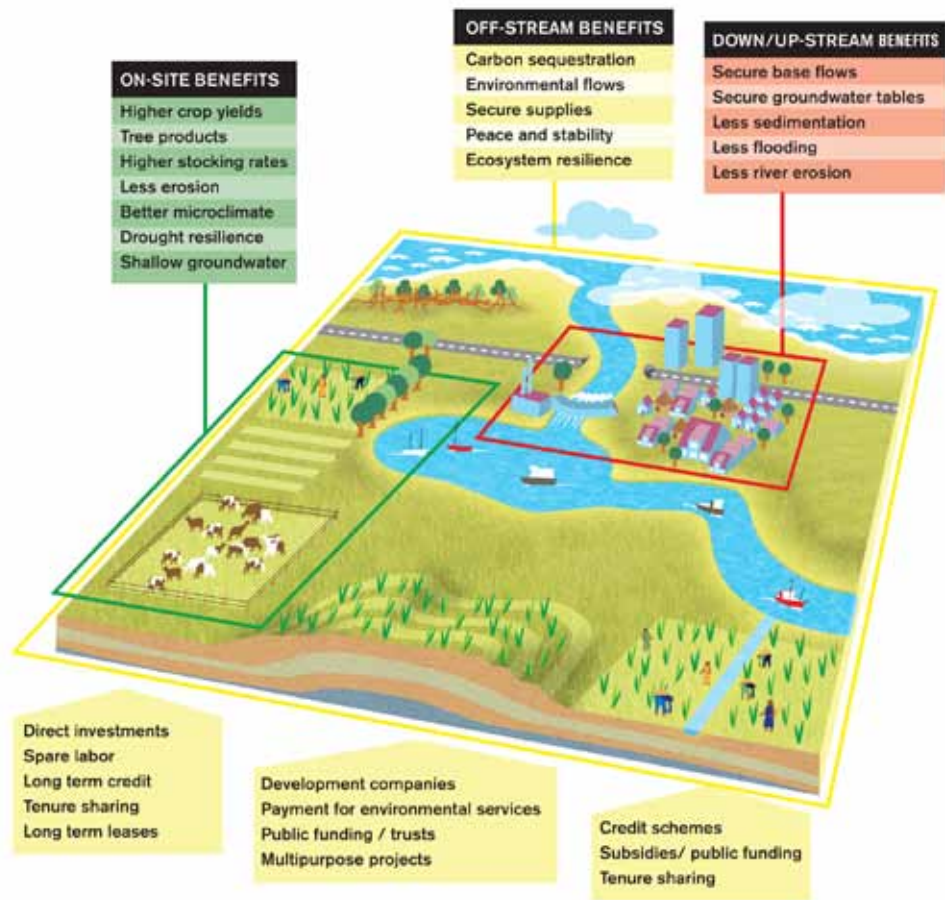 ON-SITE BENEFITS
Higher crop yields
Tree products
Higher stocking rates
Less erosion
Better microclimate
Drought resilience
Shallow groundwater
OFF-STREAM BENEFITS
Carbon sequestration
Environmental flows
Secure supplies
Peace and stability
Ecosystem resilience
DOWN/UP-STREAM BENEFITS
Secure base flows
Secure groundwater tables
Less sedimentation
Less flooding
Less river erosion
Direct investments
Spare labor
Long term credit
Tenure sharing
Long term leases
Development companies
Payment for environmental services
Public funding / trusts
Multipurpose projects
Credit schemes
Subsidies/ public funding
Tenure sharing